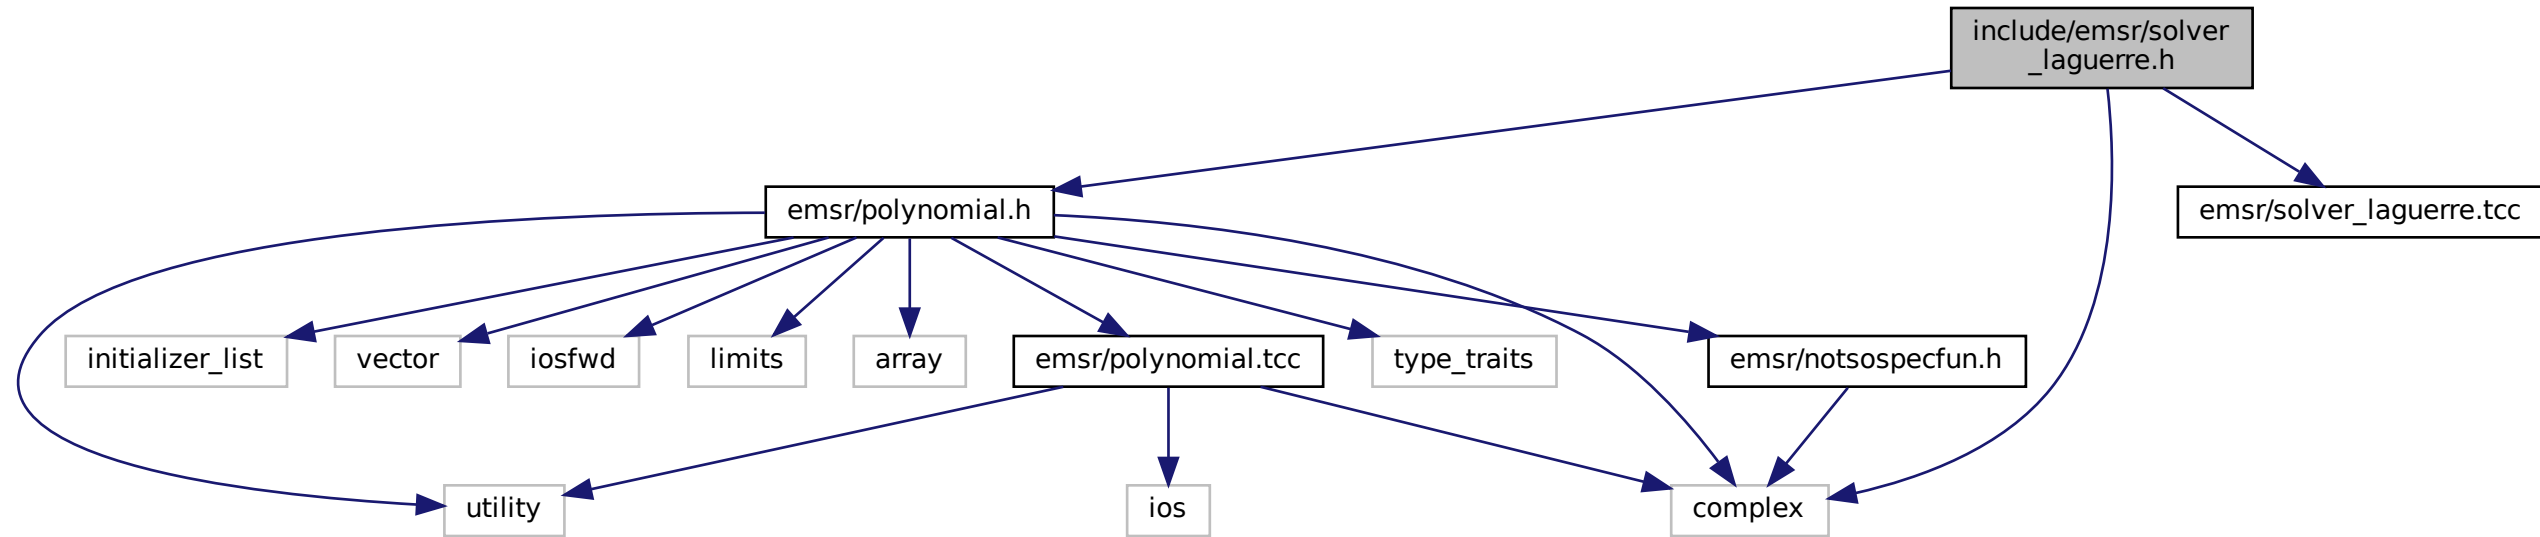 include/emsr/solver
_laguerre.h
emsr/polynomial.h
emsr/solver_laguerre.tcc
initializer_list
vector
iosfwd
limits
array
emsr/polynomial.tcc
type_traits
emsr/notsospecfun.h
utility
ios
complex